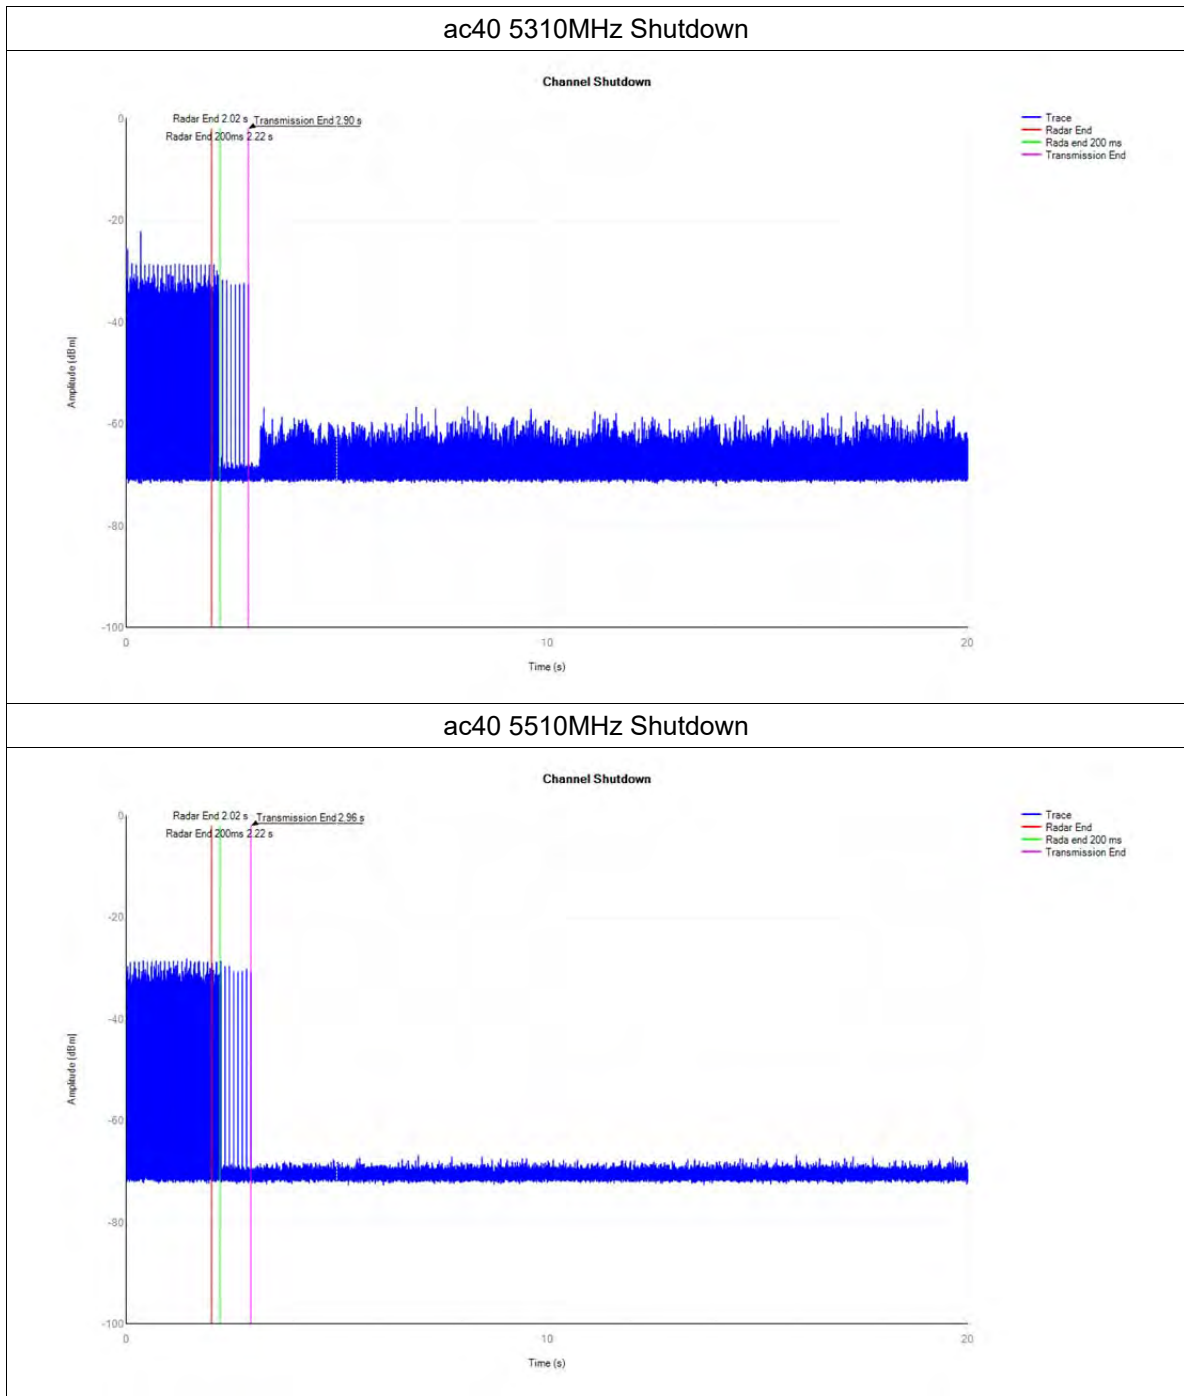 ac40 5310MHz Shutdown
Channel Shutdown
Radar End 2.02 s
Transmission End 2.90 s
Radar End 200ms 2.22 s
Trace
Radar End
Rada end 200 ms
Transmission End
0
-20
-40
-60
-80
-100
Amplitude [dBm]
0
10
20
Time (s)
ac40 5510MHz Shutdown
Channel Shutdown
Radar End 2.02 s
Transmission End 2.96 s
Radar End 200ms 2.22 s
Trace
Radar End
Rada end 200 ms
Transmission End
0
-20
-40
-60
-80
-100
Amplitude [dBm]
0
10
20
Time (s)